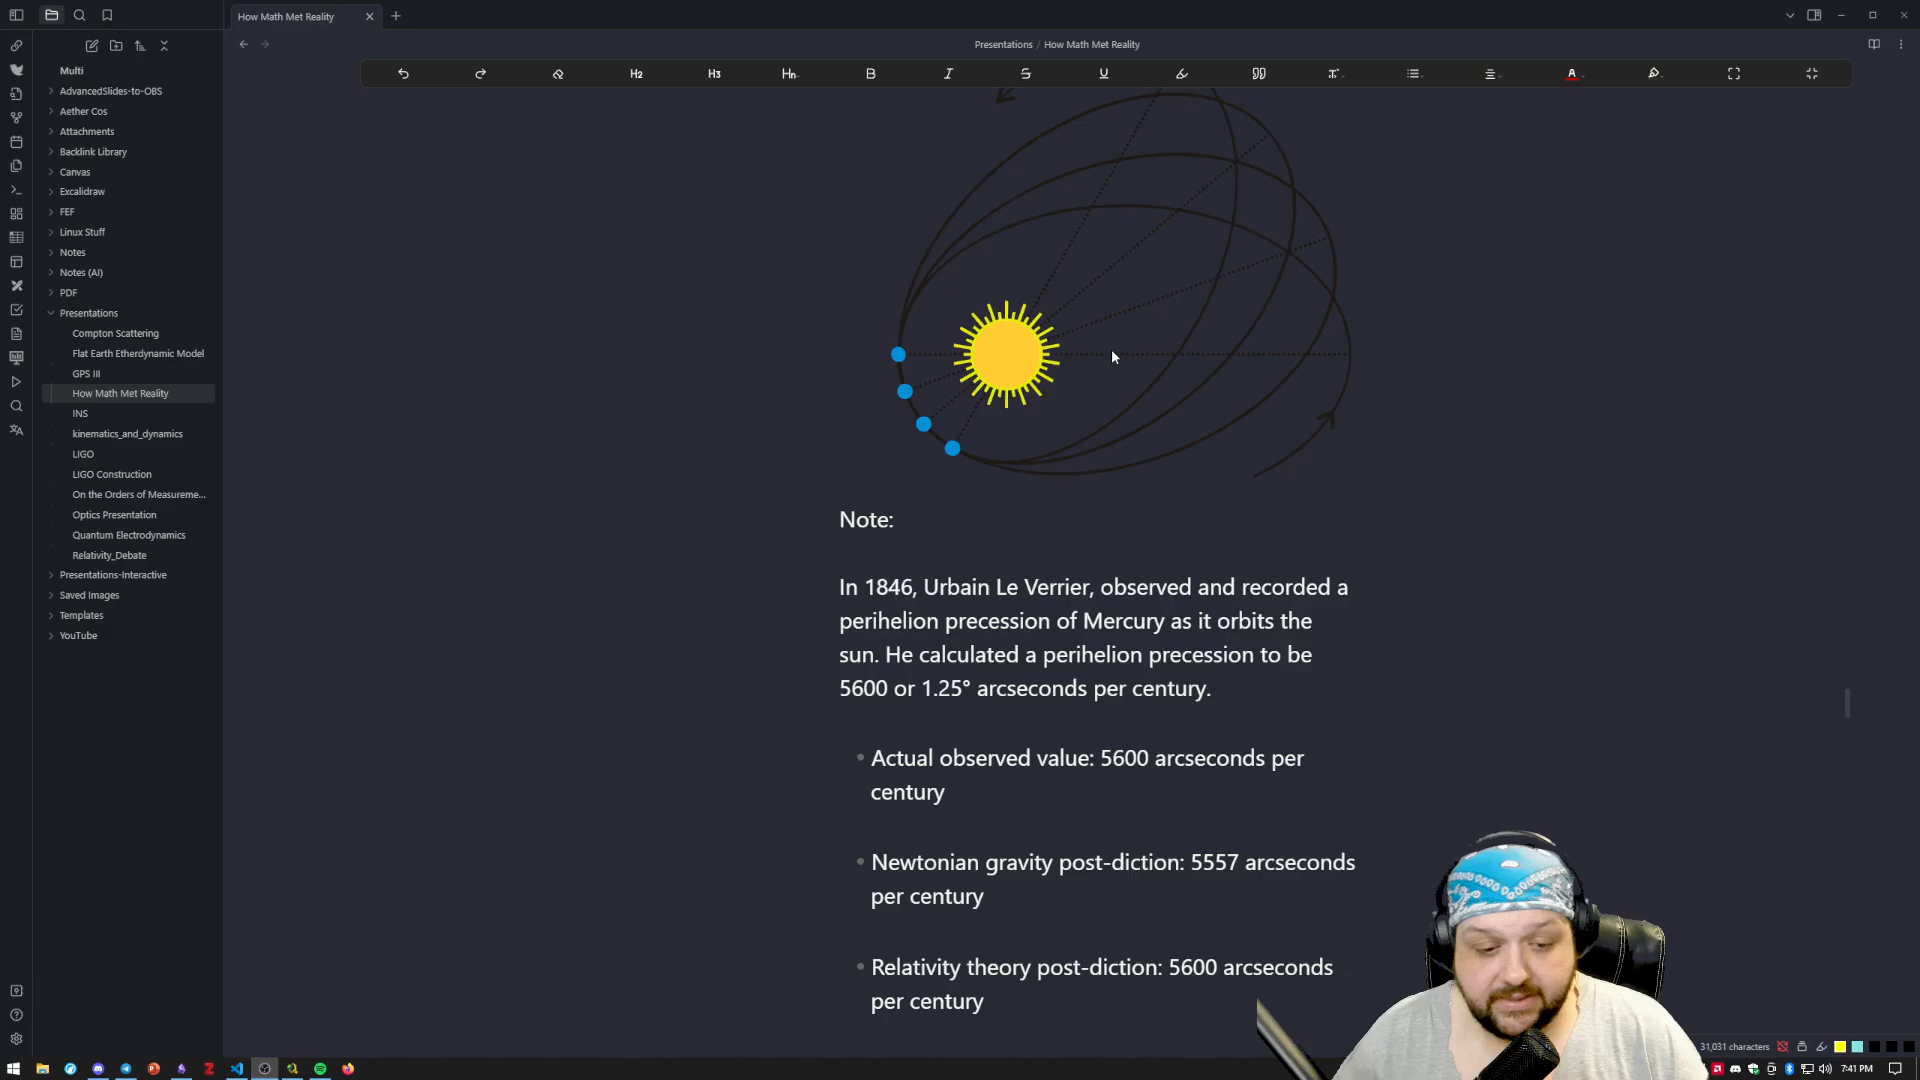 How Math Met Reality
Presentations / How Math Met Reality
H2
H3
Hn
B
I
S
U
A
Multi
AdvancedSlides-to-OBS
Aether Cos
Attachments
Backlink Library
Canvas
Excalidraw
FEF
Linux Stuff
Notes
Notes (AI)
PDF
Presentations
Compton Scattering
Flat Earth Etherdynamic Model
GPS III
How Math Met Reality
INS
kinematics_and_dynamics
LIGO
LIGO Construction
On the Orders of Measureme...
Optics Presentation
Quantum Electrodynamics
Relativity_Debate
Presentations-Interactive
Saved Images
Templates
YouTube
Note:
In 1846, Urbain Le Verrier, observed and recorded a
perihelion precession of Mercury as it orbits the
sun. He calculated a perihelion precession to be
5600 or 1.25° arcseconds per century.
Actual observed value: 5600 arcseconds per
century
Newtonian gravity post-diction: 5557 arcseconds
per century
Relativity theory post-diction: 5600 arcseconds
per century
31,031 characters
7:41 PM